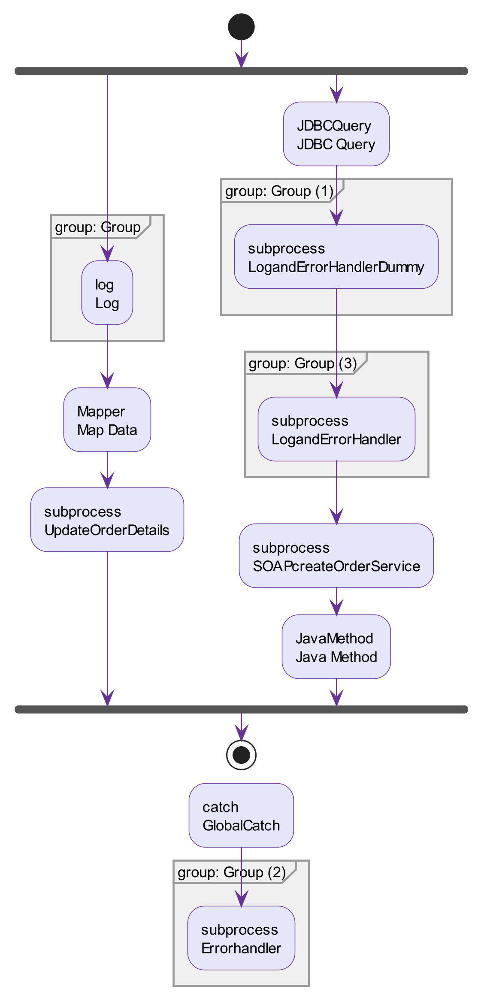 JDBCQuery
JDBC Query
group: Group (1)
subprocess
LogandErrorHandlerDummy
group: Group
log
Log
group: Group (3)
subprocess
LogandErrorHandler
Mapper
Map Data
subprocess
UpdateOrderDetails
subprocess
SOAPcreateOrderService
JavaMethod
Java Method
catch
GlobalCatch
group: Group (2)
subprocess
Errorhandler